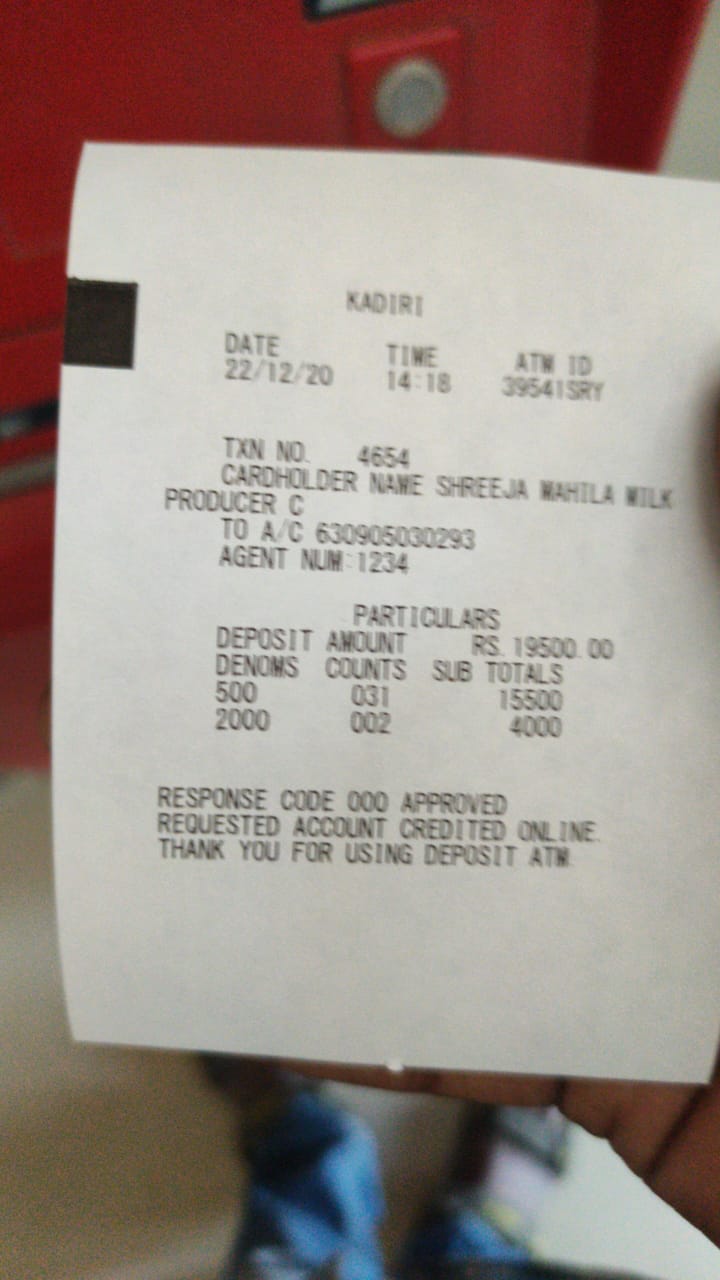 KADIRI
DATE TIME ATM ID
22/12/20 14:18 39541SRY
TXN NO. 4654
CARDHOLDER NAME SHREEJA MAHILA MILK
PRODUCER C
TO A/C 630905030293
AGENT NUM:1234
PARTICULARS
DEPOSIT AMOUNT RS.19500.00
DENOMS COUNTS SUB TOTALS
500 031 15500
2000 002 4000
RESPONSE CODE 000 APPROVED
REQUESTED ACCOUNT CREDITED ONLINE.
THANK YOU FOR USING DEPOSIT ATM